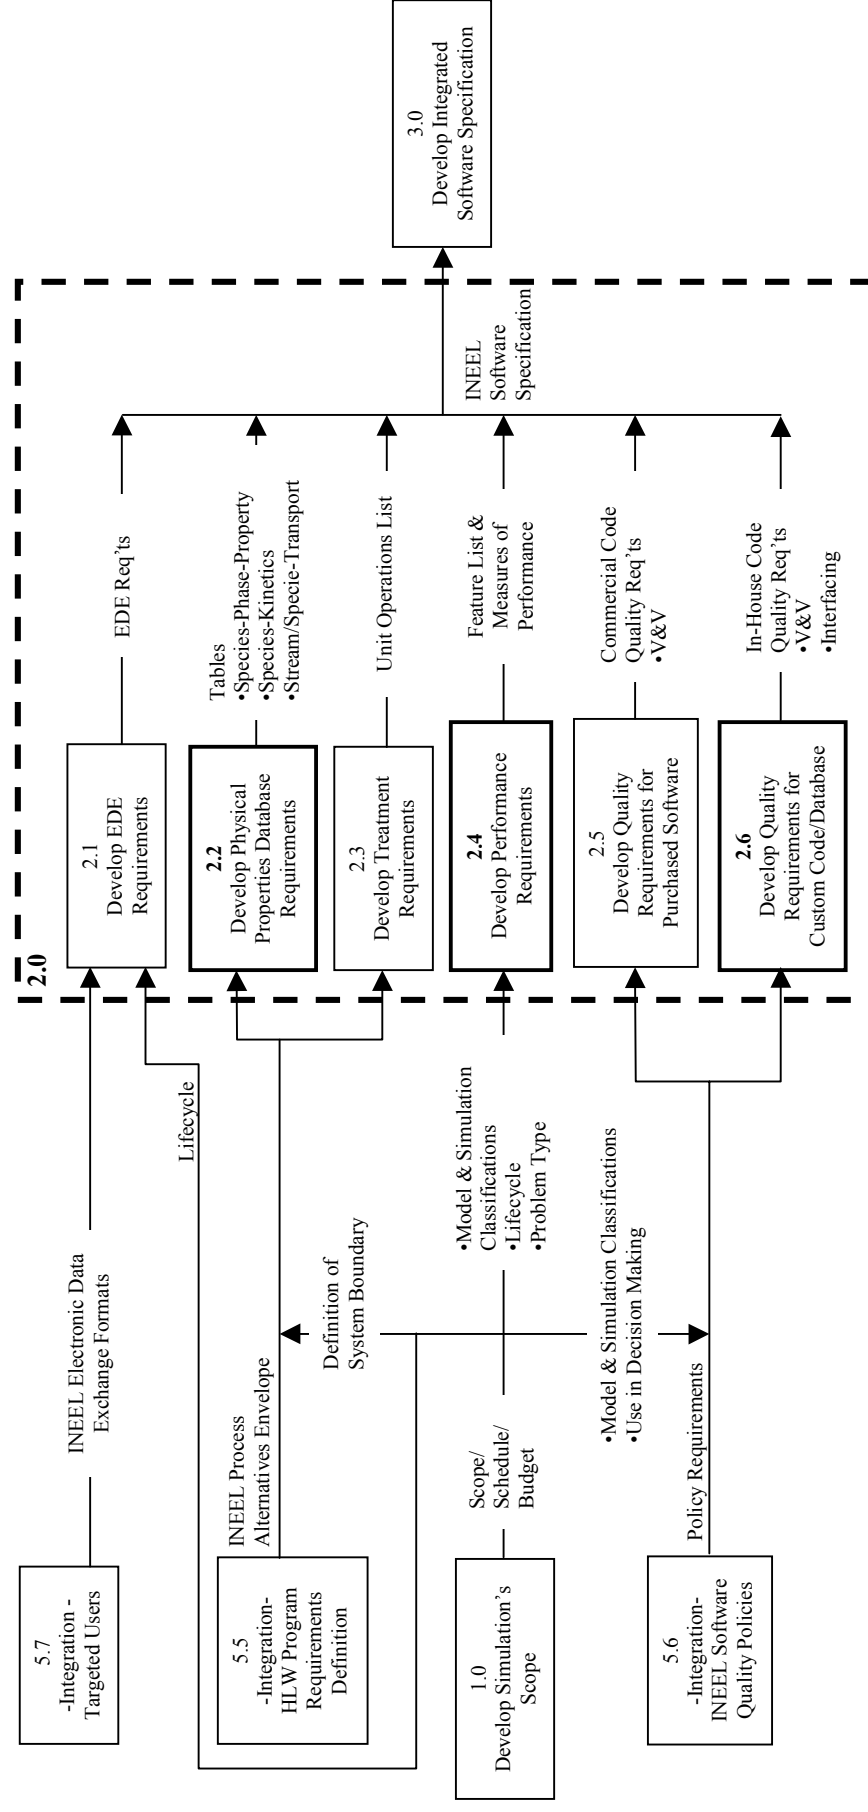 5.7
-Integration -
Targeted Users
INEEL Electronic Data
Exchange Formats
5.5
-Integration-
HLW Program
Requirements
Definition
INEEL Process
Alternatives Envelope
1.0
Develop Simulation's
Scope
Scope/
Schedule/
Budget
5.6
-Integration-
INEEL Software
Quality Policies
Policy Requirements
Lifecycle
Definition of
System Boundary
•Model & Simulation
Classifications
•Lifecycle
•Problem Type
•Model & Simulation Classifications
•Use in Decision Making
2.0
2.1
Develop EDE
Requirements
EDE Req'ts
2.2
Develop Physical
Properties Database
Requirements
Tables
•Species-Phase-Property
•Species-Kinetics
•Stream/Specie-Transport
2.3
Develop Treatment
Requirements
Unit Operations List
2.4
Develop Performance
Requirements
Feature List &
Measures of
Performance
2.5
Develop Quality
Requirements for
Purchased Software
Commercial Code
Quality Req'ts
•V&V
2.6
Develop Quality
Requirements for
Custom Code/Database
In-House Code
Quality Req'ts
•V&V
•Interfacing
INEEL
Software
Specification
3.0
Develop Integrated
Software Specification